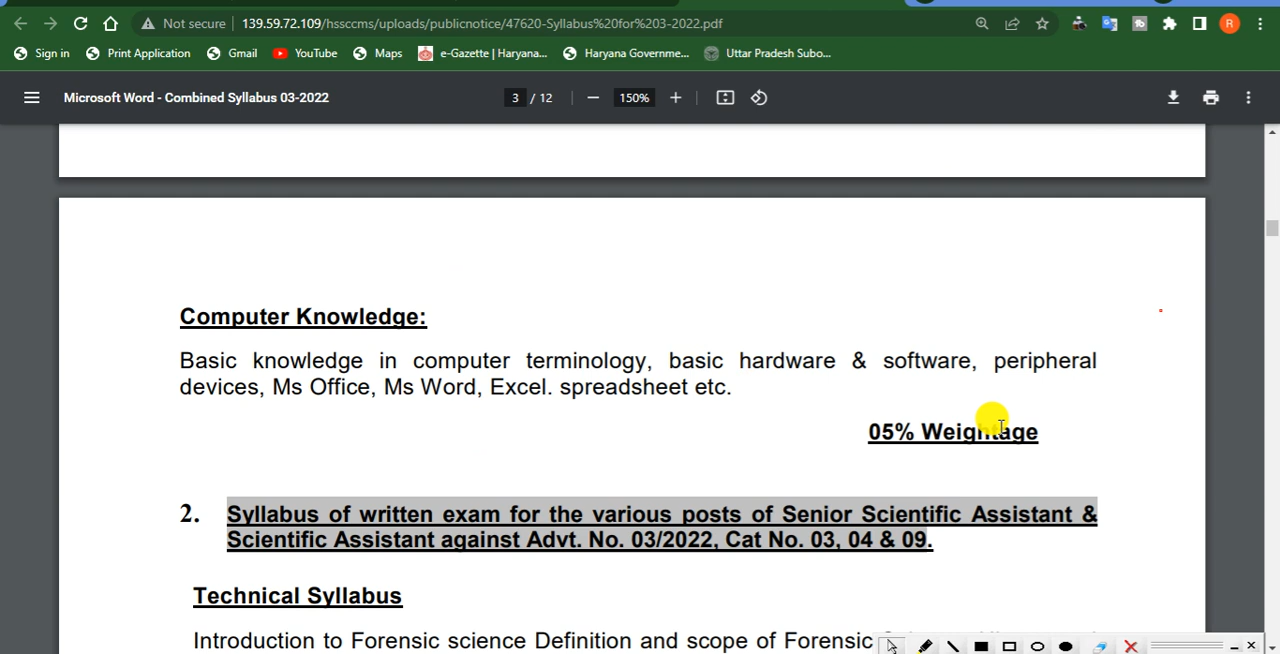 Not secure 139.59.72.109/hssccms/uploads/publicnotice/47620-Syllabus%20for%203-2022.pdf R
Sign in Print Application Gmail YouTube Maps e-Gazette | Haryana... Haryana Governme... Uttar Pradesh Subo...
Microsoft Word - Combined Syllabus 03-2022 3 / 12 150%
Computer Knowledge:
Basic knowledge in computer terminology, basic hardware & software, peripheral
devices, Ms Office, Ms Word, Excel. spreadsheet etc.
05% Weightage
2. Syllabus of written exam for the various posts of Senior Scientific Assistant &
Scientific Assistant against Advt. No. 03/2022, Cat No. 03, 04 & 09.
Technical Syllabus
Introduction to Forensic science Definition and scope of Forensic